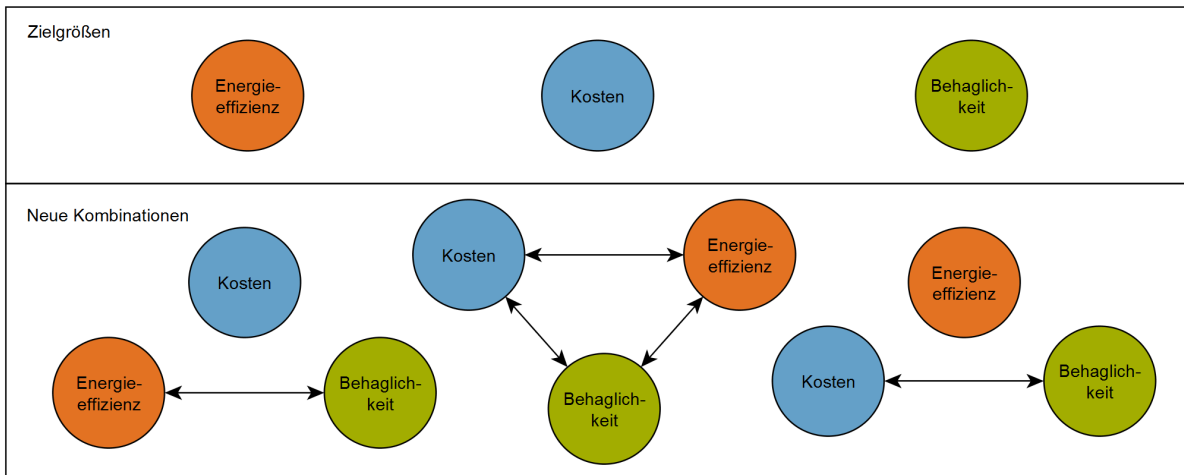 Zielgrößen
Energie-
effizienz
Kosten
Behaglich-
keit
Neue Kombinationen
Kosten
Energie-
effizienz
Behaglich-
keit
Kosten
Energie-
effizienz
Behaglich-
keit
Energie-
effizienz
Kosten
Behaglich-
keit